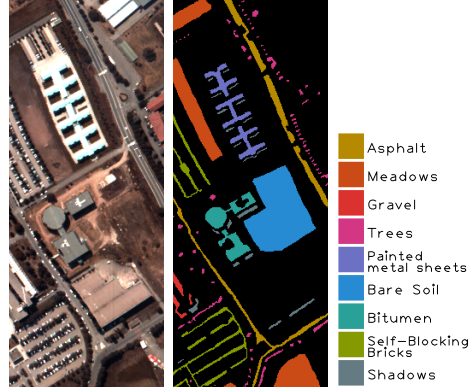 Asphalt
Meadows
Gravel
Trees
Painted
metal sheets
Bare Soil
Bitumen
Self-Blocking
Bricks
Shadows